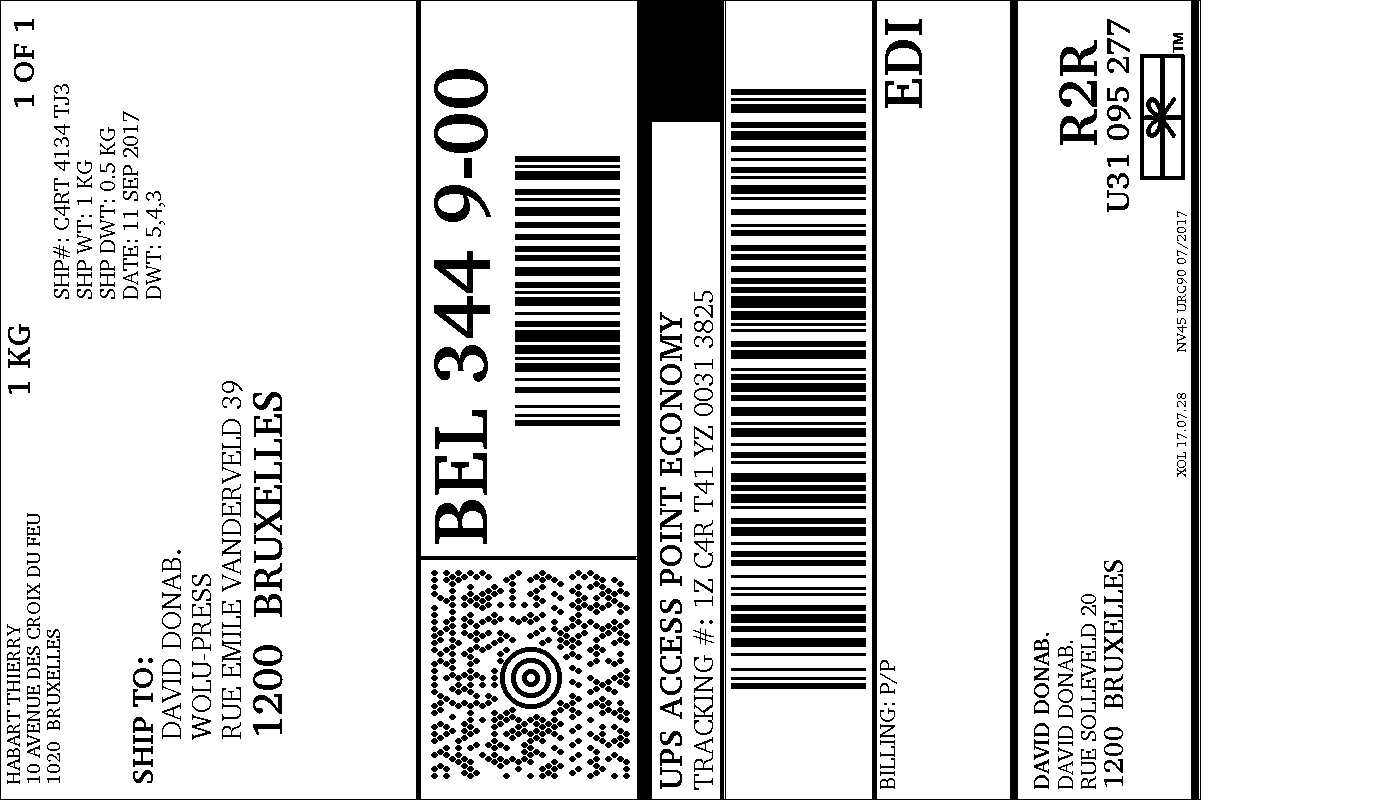 HABART THIERRY
10 AVENUE DES CROIX DU FEU
1020 BRUXELLES
1 KG
1 OF 1
SHP#: C4RT 4134 TJ3
SHP WT: 1 KG
SHP DWT: 0.5 KG
DATE: 11 SEP 2017
DWT: 5,4,3
SHIP TO:
DAVID DONAB.
WOLU-PRESS
RUE EMILE VANDERVELD 39
1200 BRUXELLES
BEL 344 9-00
UPS ACCESS POINT ECONOMY
TRACKING #: 1Z C4R T41 YZ 0031 3825
BILLING: P/P
EDI
DAVID DONAB.
DAVID DONAB.
RUE SOLLEVELD 20
1200 BRUXELLES
R2R
U31 095 277
TM
XOL 17.07.28 NV45 URC90 07/2017